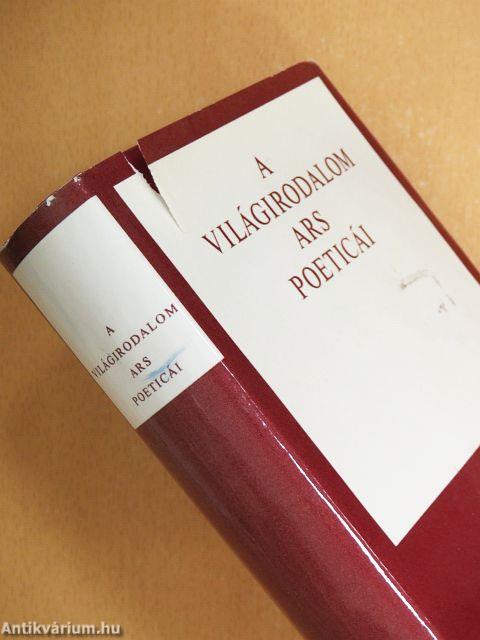 A
VILÁGIRODALOM
ARS
POETICÁI
A
VILÁGIRODALOM
ARS
POETICÁI
Antikvárium.hu